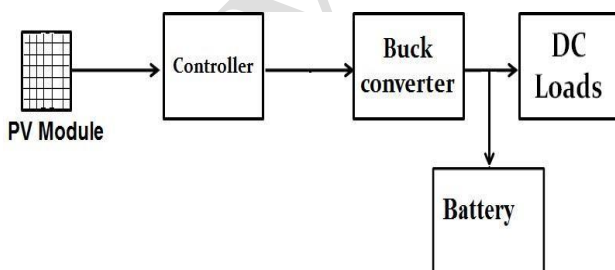 PV Module
Controller
Buck
converter
DC
Loads
Battery